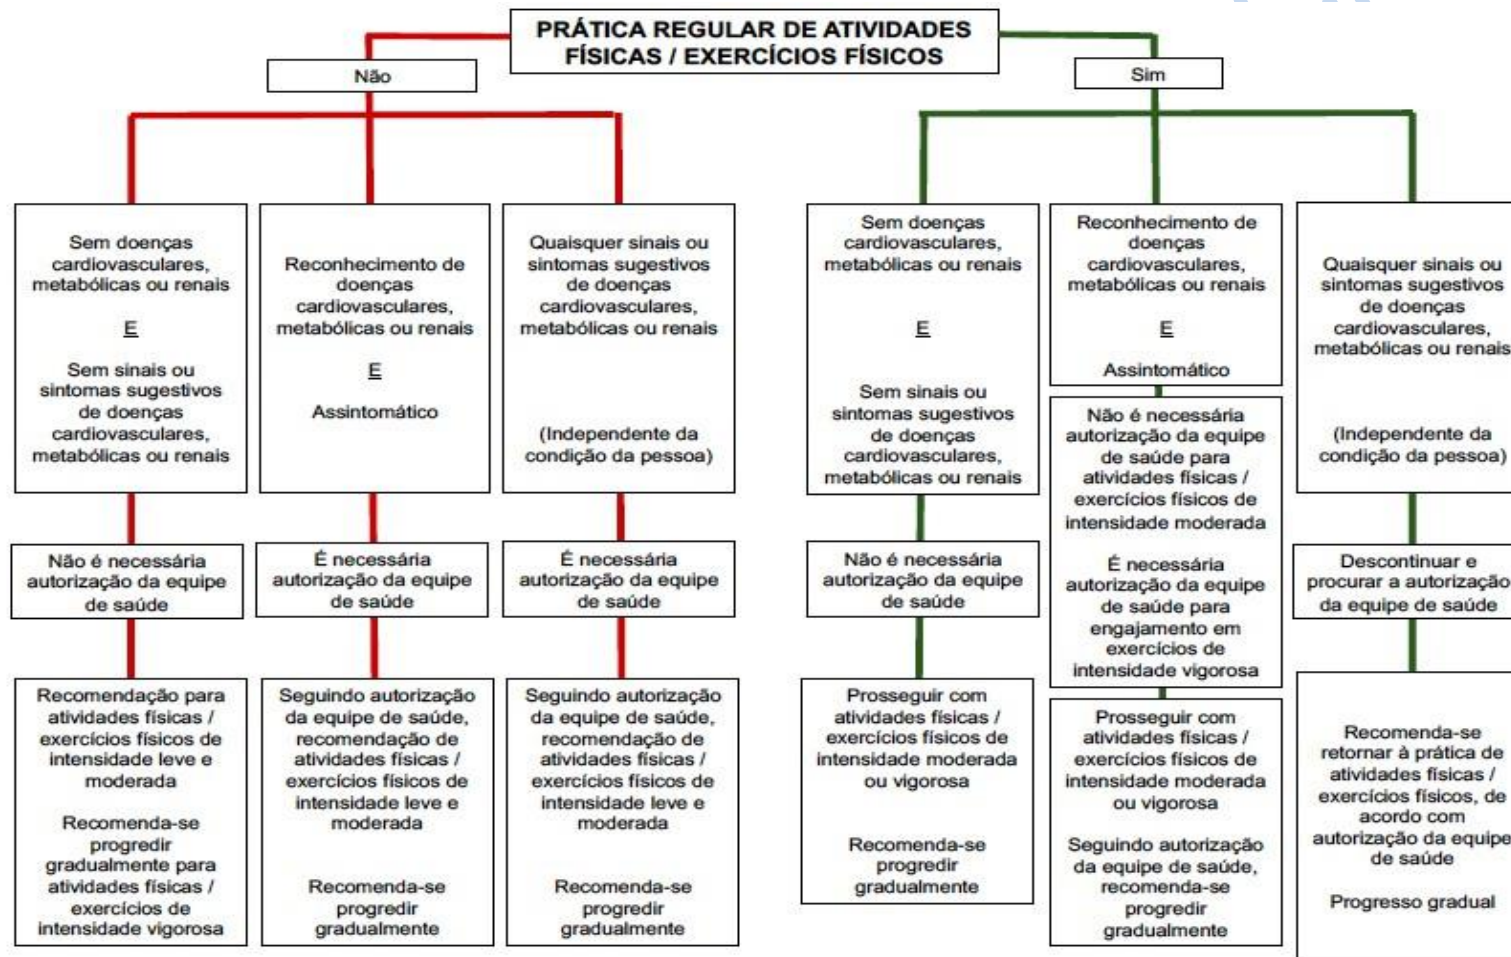 PRÁTICA REGULAR DE ATIVIDADES
FÍSICAS / EXERCÍCIOS FÍSICOS
Não
Sem doenças
cardiovasculares,
metabólicas ou renais
E
Sem sinais ou
sintomas sugestivos
de doenças
cardiovasculares,
metabólicas ou renais
Não é necessária
autorização da equipe
de saúde
Recomendação para
atividades físicas /
exercícios físicos de
intensidade leve e
moderada
Recomenda-se
progredir
gradualmente para
atividades físicas /
exercícios de
intensidade vigorosa
Reconhecimento de
doenças
cardiovasculares,
metabólicas ou renais
E
Assintomático
É necessária
autorização da equipe
de saúde
Seguindo autorização
da equipe de saúde,
recomendação de
atividades físicas /
exercícios físicos de
intensidade leve e
moderada
Recomenda-se
progredir
gradualmente
Quaisquer sinais ou
sintomas sugestivos
de doenças
cardiovasculares,
metabólicas ou renais
(Independente da
condição da pessoa)
É necessária
autorização da equipe
de saúde
Seguindo autorização
da equipe de saúde,
recomendação de
atividades físicas /
exercícios físicos de
intensidade leve e
moderada
Recomenda-se
progredir
gradualmente
Sim
Sem doenças
cardiovasculares,
metabólicas ou renais
E
Sem sinais ou
sintomas sugestivos
de doenças
cardiovasculares,
metabólicas ou renais
Não é necessária
autorização da equipe
de saúde
Prosseguir com
atividades físicas /
exercícios físicos de
intensidade moderada
ou vigorosa
Recomenda-se
progredir
gradualmente
Reconhecimento de
doenças
cardiovasculares,
metabólicas ou renais
E
Assintomático
Não é necessária
autorização da equipe
de saúde para
atividades físicas /
exercícios físicos de
intensidade moderada
É necessária
autorização da equipe
de saúde para
engajamento em
exercícios de
intensidade vigorosa
Prosseguir com
atividades físicas /
exercícios físicos de
intensidade moderada
ou vigorosa
Seguindo autorização
da equipe de saúde,
recomenda-se
progredir
gradualmente
Quaisquer sinais ou
sintomas sugestivos
de doenças
cardiovasculares,
metabólicas ou renais
(Independente da
condição da pessoa)
Descontinuar e
procurar a autorização
da equipe de saúde
Recomenda-se
retornar à prática de
atividades físicas /
exercícios físicos, de
acordo com
autorização da equipe
de saúde
Progresso gradual